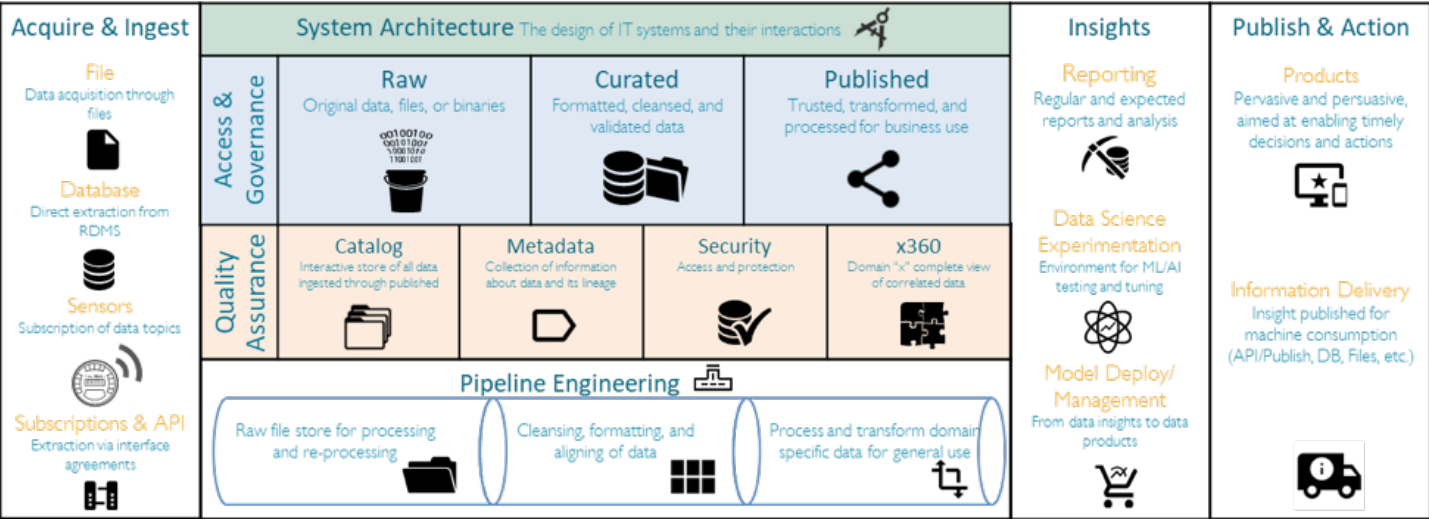 Acquire & Ingest
File
Data acquisition through
files
Database
Direct extraction from
RDMS
Sensors
Subscription of data topics
Subscriptions & API
Extraction via interface
agreements
System Architecture The design of IT systems and their interactions
Access &
Governance
Raw
Original data, files, or binaries
00100100
00101001
10001010
11001001
Curated
Formatted, cleansed, and
validated data
Published
Trusted, transformed, and
processed for business use
Quality
Assurance
Catalog
Interactive store of all data
ingested through published
Metadata
Collection of information
about data and its lineage
Security
Access and protection
x360
Domain "x" complete view
of correlated data
Pipeline Engineering
Raw file store for processing
and re-processing
Cleansing, formatting, and
aligning of data
Process and transform domain
specific data for general use
Insights
Reporting
Regular and expected
reports and analysis
Data Science
Experimentation
Environment for ML/AI
testing and tuning
Model Deploy/
Management
From data insights to data
products
Publish & Action
Products
Pervasive and persuasive,
aimed at enabling timely
decisions and actions
Information Delivery
Insight published for
machine consumption
(API/Publish, DB, Files, etc.)